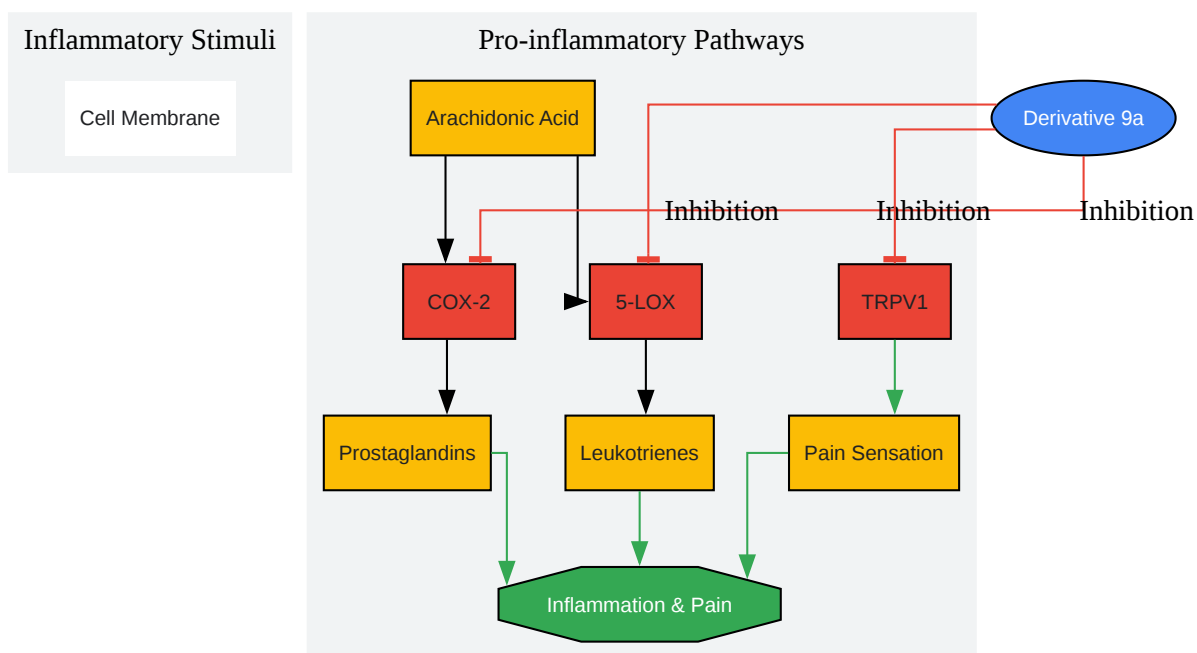 Inflammatory Stimuli
Pro-inflammatory Pathways
Cell Membrane
Arachidonic Acid
Derivative 9a
Inhibition
Inhibition
Inhibition
COX-2
5-LOX
TRPV1
Prostaglandins
Leukotrienes
Pain Sensation
Inflammation & Pain